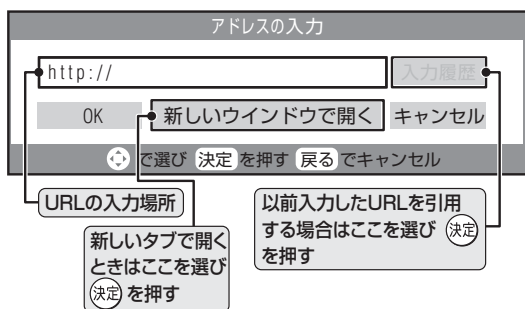 アドレスの入力
http://
入力履歴
OK 新しいウインドウで開く キャンセル
で選び 決定 を押す 戻る でキャンセル
URLの入力場所
新しいタブで開く
ときはここを選び
決定 を押す
以前入力したURLを引用
する場合はここを選び 決定
を押す